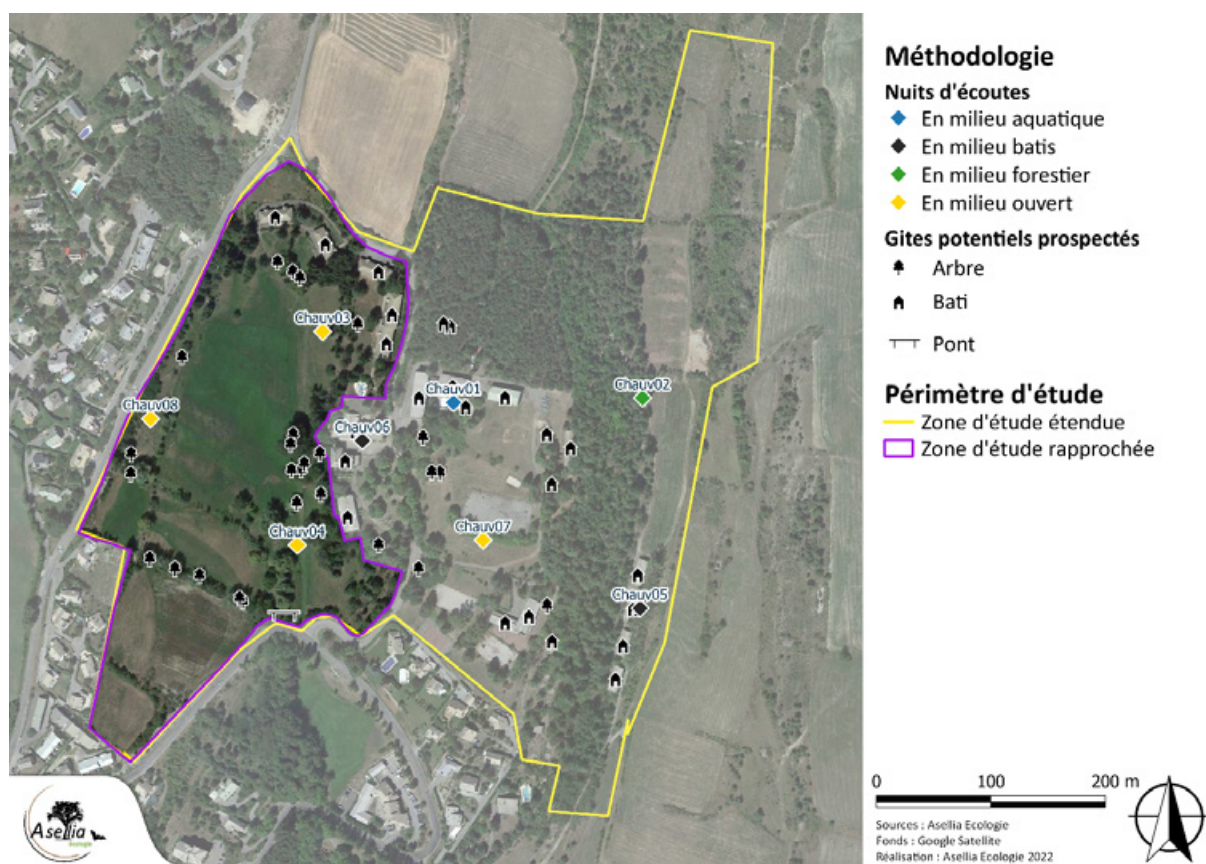 Méthodologie
Nuits d'écoutes
En milieu aquatique
En milieu batis
En milieu forestier
En milieu ouvert
Gites potentiels prospectés
Arbre
Bati
Pont
Périmètre d'étude
Zone d'étude étendue
Zone d'étude rapprochée
Chauv03
Chauv01
Chauv02
Chauv08
Chauv06
Chauv07
Chauv04
Chauv05
0 100 200 m
Sources : Asellia Ecologie
Fonds : Google Satellite
Réalisation : Asellia Ecologie 2022
Asellia
écologie